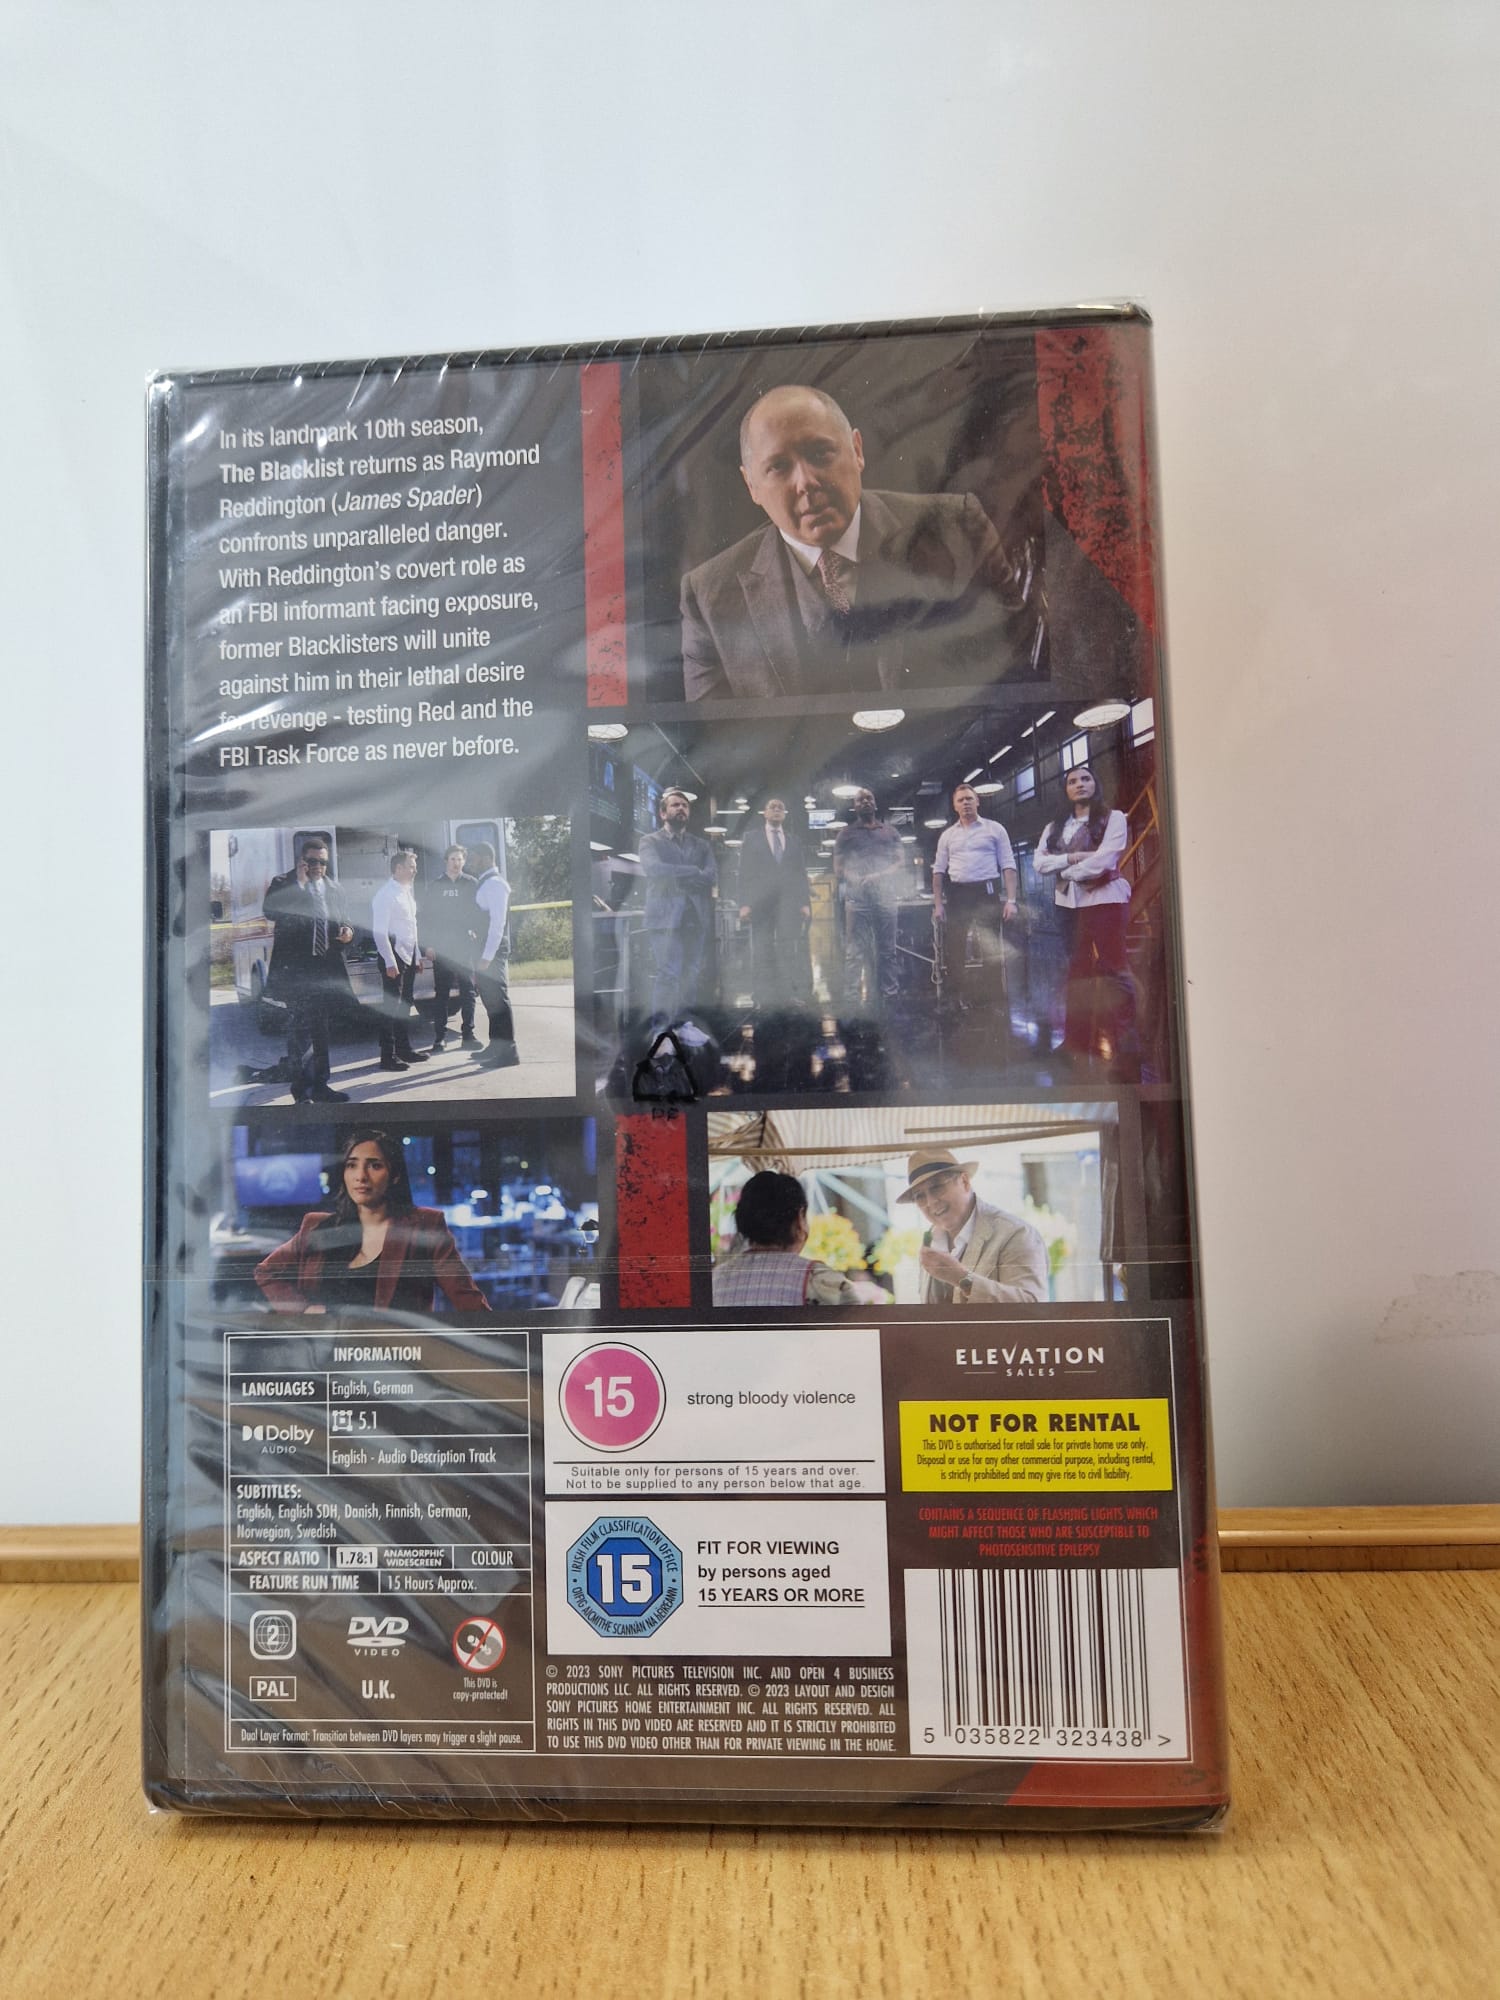 In its landmark 10th season,
The Blacklist returns as Raymond
Reddington (James Spader)
confronts unparalleled danger.
With Reddington's covert role as
an FBI informant facing exposure,
former Blacklisters will unite
against him in their lethal desire
for revenge - testing Red and the
FBI Task Force as never before.
FBI
INFORMATION
LANGUAGES English, German
Dolby AUDIO
5.1
English - Audio Description Track
SUBTITLES:
English, English SDH, Danish, Finnish, German,
Norwegian, Swedish
ASPECT RATIO 1.78:1 ANAMORPHIC WIDESCREEN COLOUR
FEATURE RUN TIME 15 Hours Approx.
2
DVD VIDEO
This DVD is
copy-protected!
PAL
U.K.
Dual Layer Format: Transition between DVD layers may trigger a slight pause.
15
strong bloody violence
Suitable only for persons of 15 years and over.
Not to be supplied to any person below that age.
IRISH FILM CLASSIFICATION OFFICE
15
OIFIG AICMITHE SCANNÁN NA hÉIREANN
FIT FOR VIEWING
by persons aged
15 YEARS OR MORE
© 2023 SONY PICTURES TELEVISION INC. AND OPEN 4 BUSINESS
PRODUCTIONS LLC. ALL RIGHTS RESERVED. © 2023 LAYOUT AND DESIGN
SONY PICTURES HOME ENTERTAINMENT INC. ALL RIGHTS RESERVED. ALL
RIGHTS IN THIS DVD VIDEO ARE RESERVED AND IT IS STRICTLY PROHIBITED
TO USE THIS DVD VIDEO OTHER THAN FOR PRIVATE VIEWING IN THE HOME.
ELEVATION
SALES
NOT FOR RENTAL
This DVD is authorised for retail sale for private home use only.
Disposal or use for any other commercial purpose, including rental,
is strictly prohibited and may give rise to civil liability.
CONTAINS A SEQUENCE OF FLASHING LIGHTS WHICH
MIGHT AFFECT THOSE WHO ARE SUSCEPTIBLE TO
PHOTOSENSITIVE EPILEPSY
5 035822 323438 >